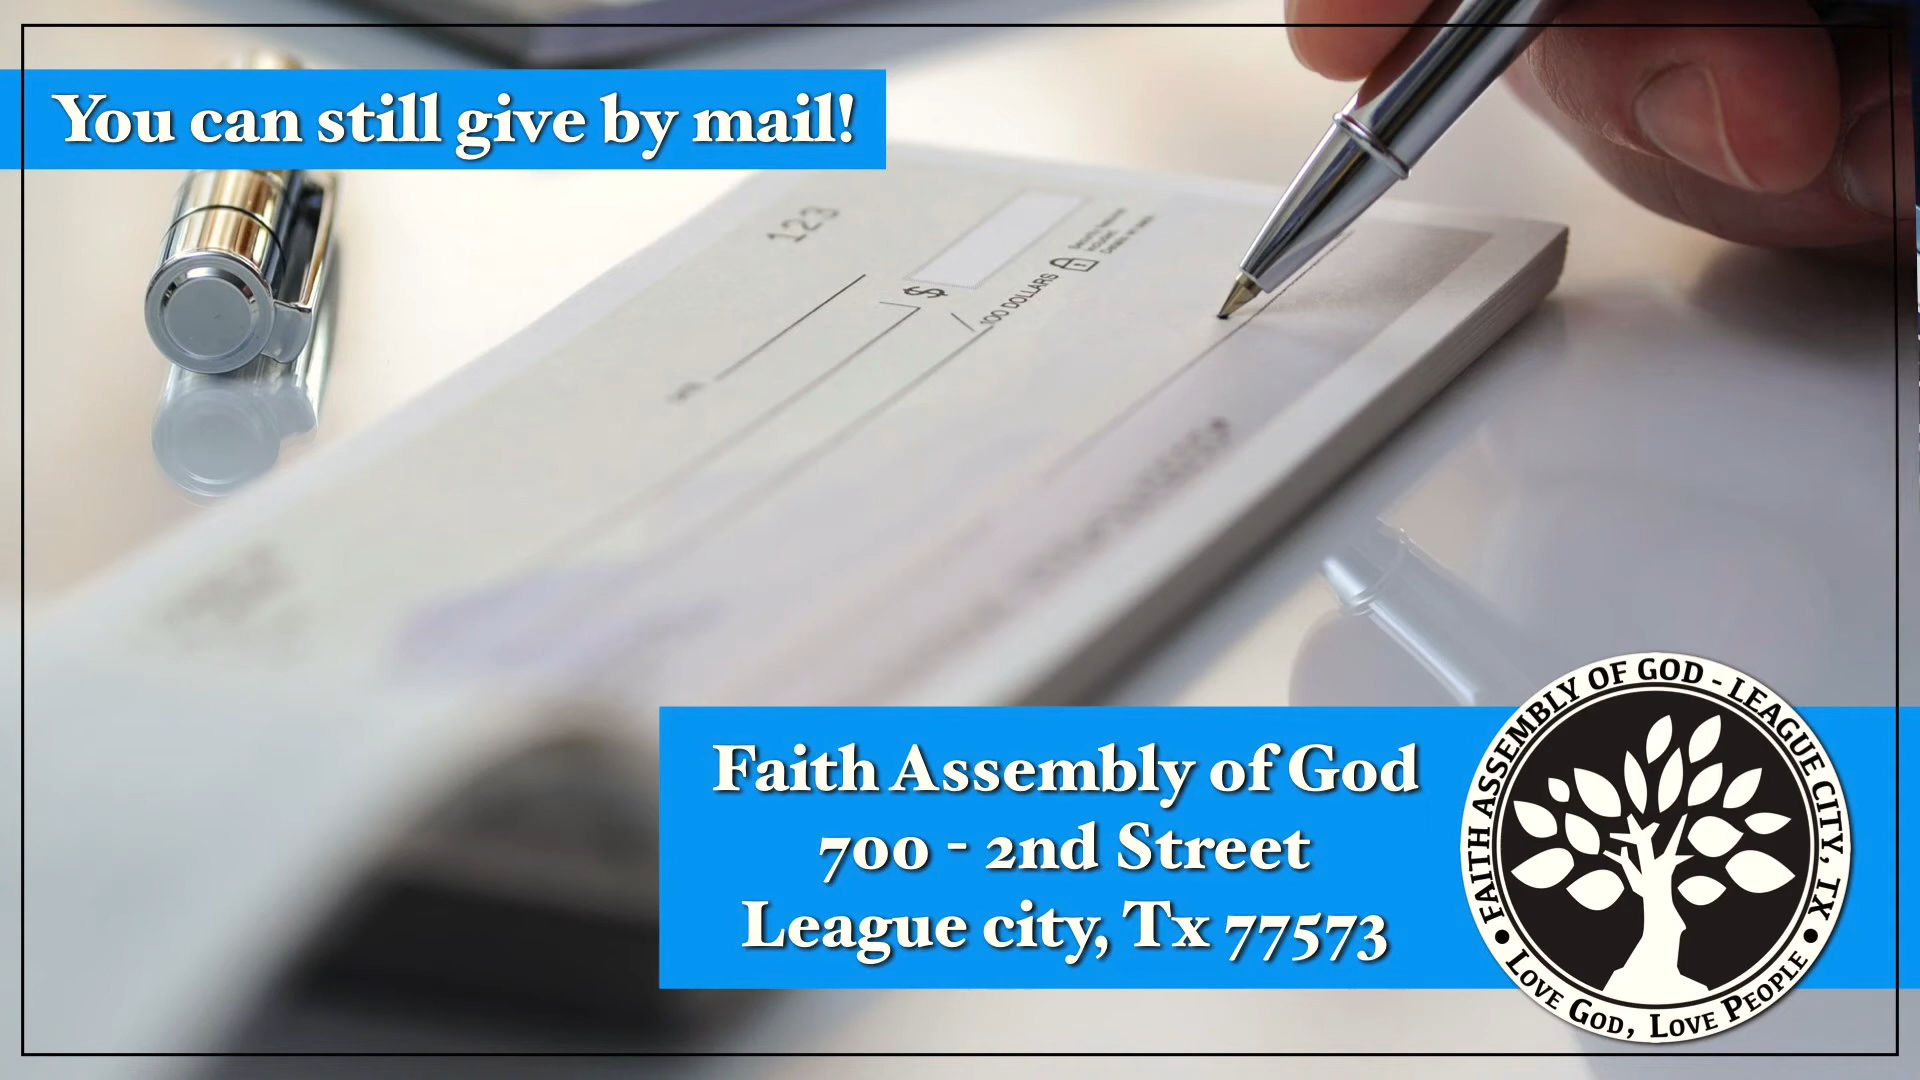 You can still give by mail!
123
$
/100 DOLLARS
Faith Assembly of God
700 - 2nd Street
League city, Tx 77573
FAITH ASSEMBLY OF GOD - LEAGUE CITY, TX
• LOVE GOD, LOVE PEOPLE •